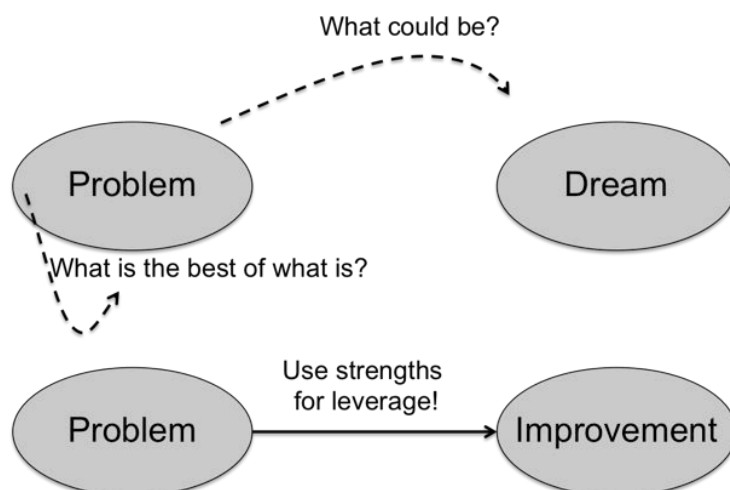 What could be?
Problem
Dream
What is the best of what is?
Use strengths
for leverage!
Problem
Improvement